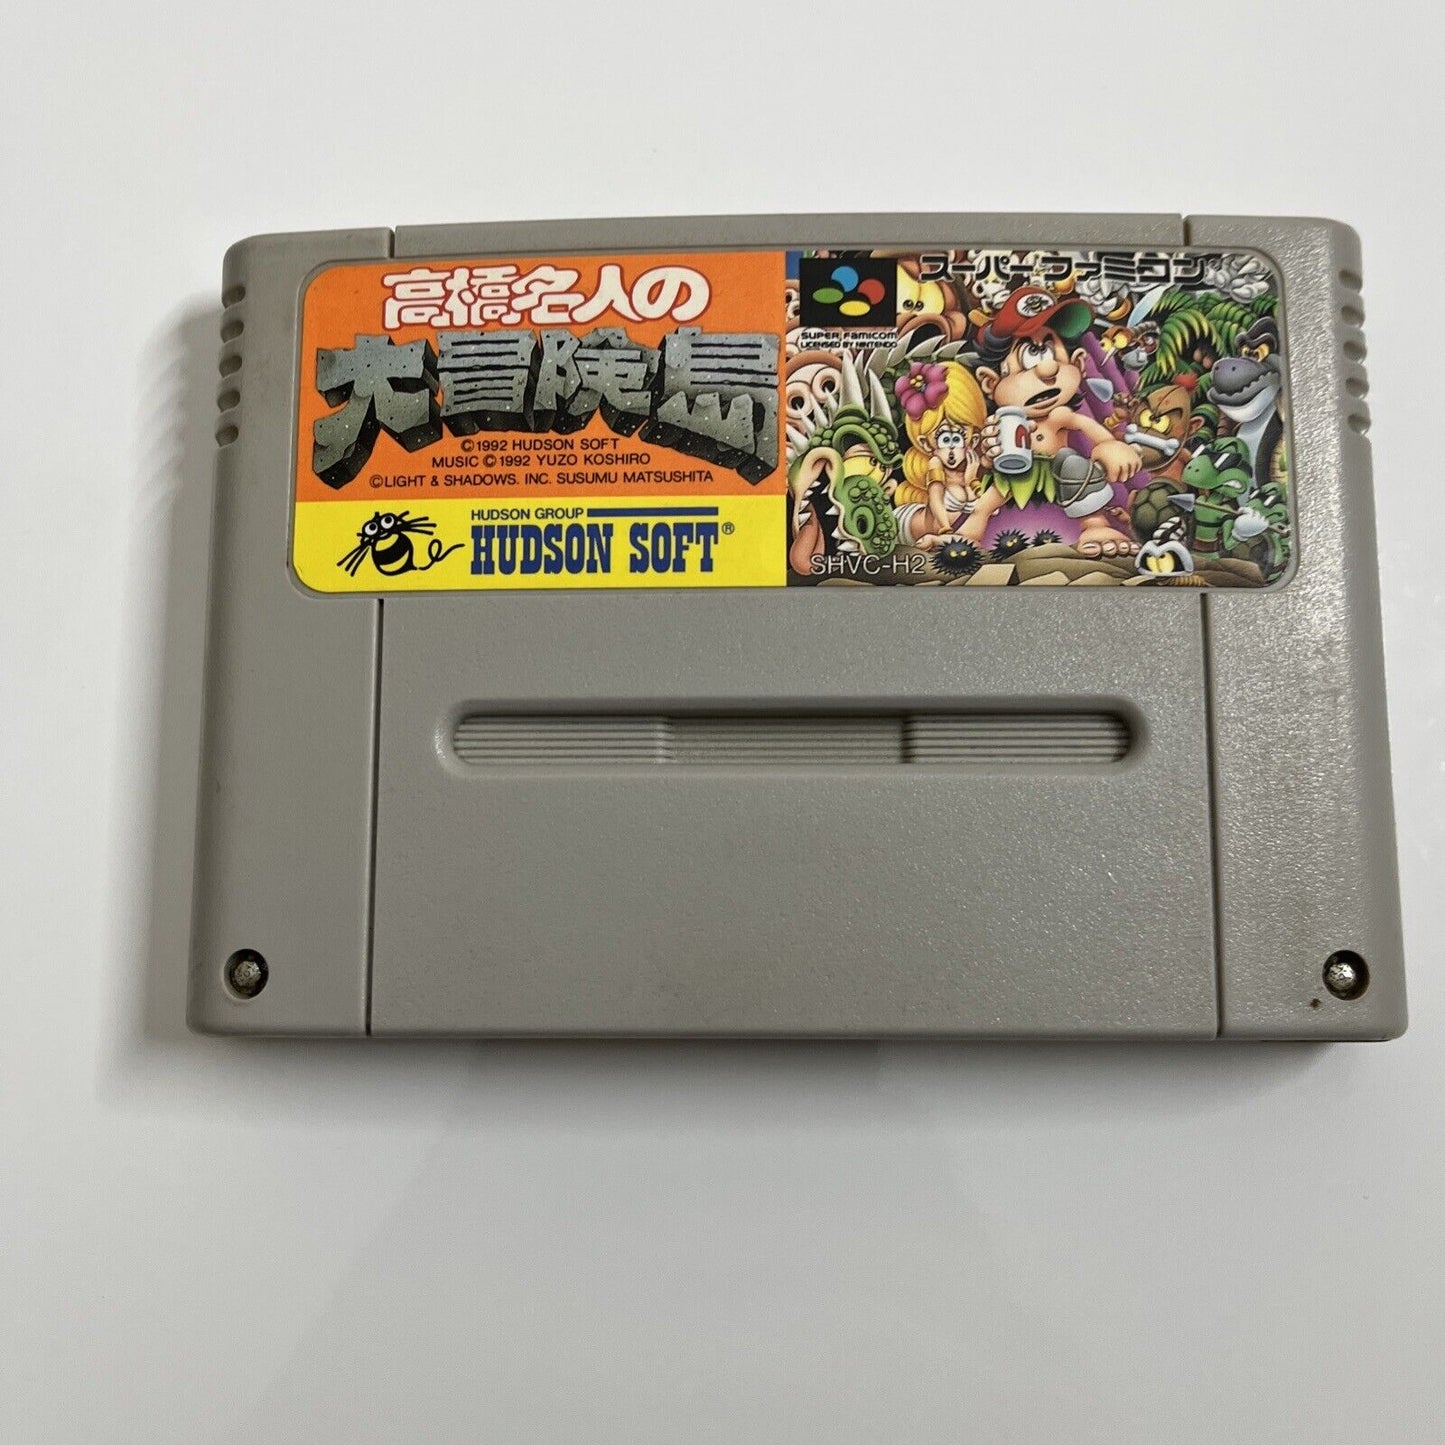 高橋名人の
大冒険島
©1992 HUDSON SOFT
MUSIC ©1992 YUZO KOSHIRO
©LIGHT & SHADOWS. INC. SUSUMU MATSUSHITA
HUDSON GROUP
HUDSON SOFT®
スーパーファミコン
SUPER FAMICOM
LICENSED BY NINTENDO
SHVC-H2